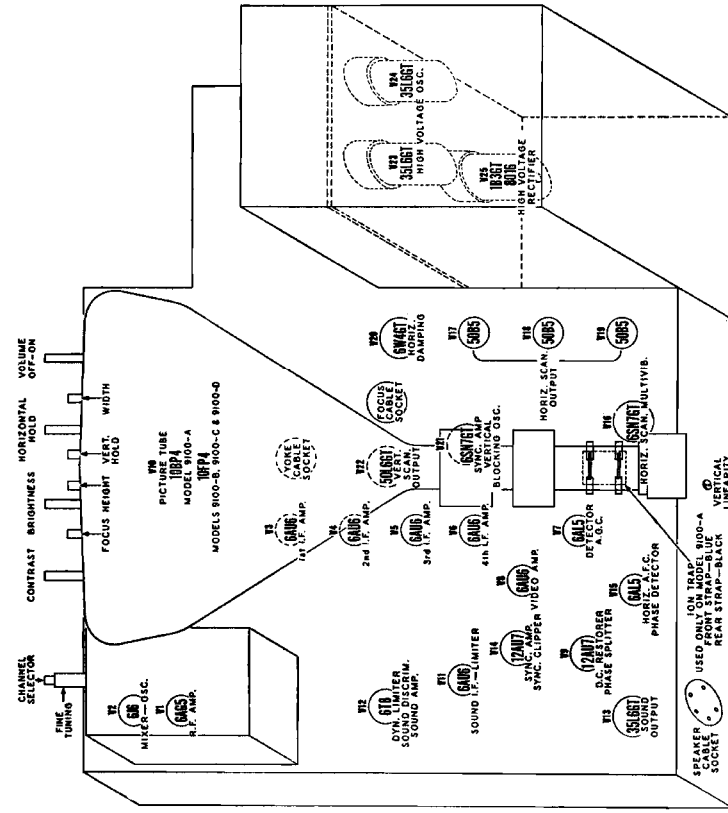 CHANNEL
SELECTOR
FINE
TUNING
CONTRAST
BRIGHTNESS
HORIZONTAL
HOLD
VOLUME
OFF-ON
FOCUS
HEIGHT
VERT.
HOLD
WIDTH
V10
PICTURE TUBE
10BP4
MODEL 9100-A
10FP4
MODELS 9100-B, 9100-C & 9100-D
V2
6J6
MIXER-OSC.
V1
6AG5
R.F. AMP.
V3
6AU6
1st I.F. AMP.
YOKE
CABLE
SOCKET
V4
6AU6
2nd I.F. AMP.
V22
50L6GT
VERT.
SCAN.
OUTPUT
FOCUS
CABLE
SOCKET
V20
6W4GT
HORIZ.
DAMPING
V12
6T8
DYN. LIMITER
SOUND DISCRIM.
SOUND AMP.
V5
6AU6
3rd I.F. AMP.
V11
6AU6
SOUND I.F.-LIMITER
V6
6AU6
4th I.F. AMP.
V21
6SN7GT
SYNC. AMP
VERTICAL
BLOCKING OSC.
V17
50B5
V18
50B5
V19
50B5
HORIZ. SCAN.
OUTPUT
V14
12AU7
SYNC. AMP.
SYNC. CLIPPER
V8
6AU6
VIDEO AMP.
V9
12AU7
D.C. RESTORER
PHASE SPLITTER
V7
6AL5
DETECTOR
A.G.C.
V15
6AL5
HORIZ. A.F.C.
PHASE DETECTOR
V16
6SN7GT
HORIZ. SCAN. MULTIVIB.
V13
35L6GT
SOUND
OUTPUT
SPEAKER
CABLE
SOCKET
ION TRAP
USED ONLY ON MODEL 9100-A
FRONT STRAP-BLUE
REAR STRAP-BLACK
VERTICAL
LINEARITY
V23
35L6GT
V24
35L6GT
HIGH VOLTAGE OSC.
V25
1B3GT
8016
HIGH VOLTAGE
RECTIFIER